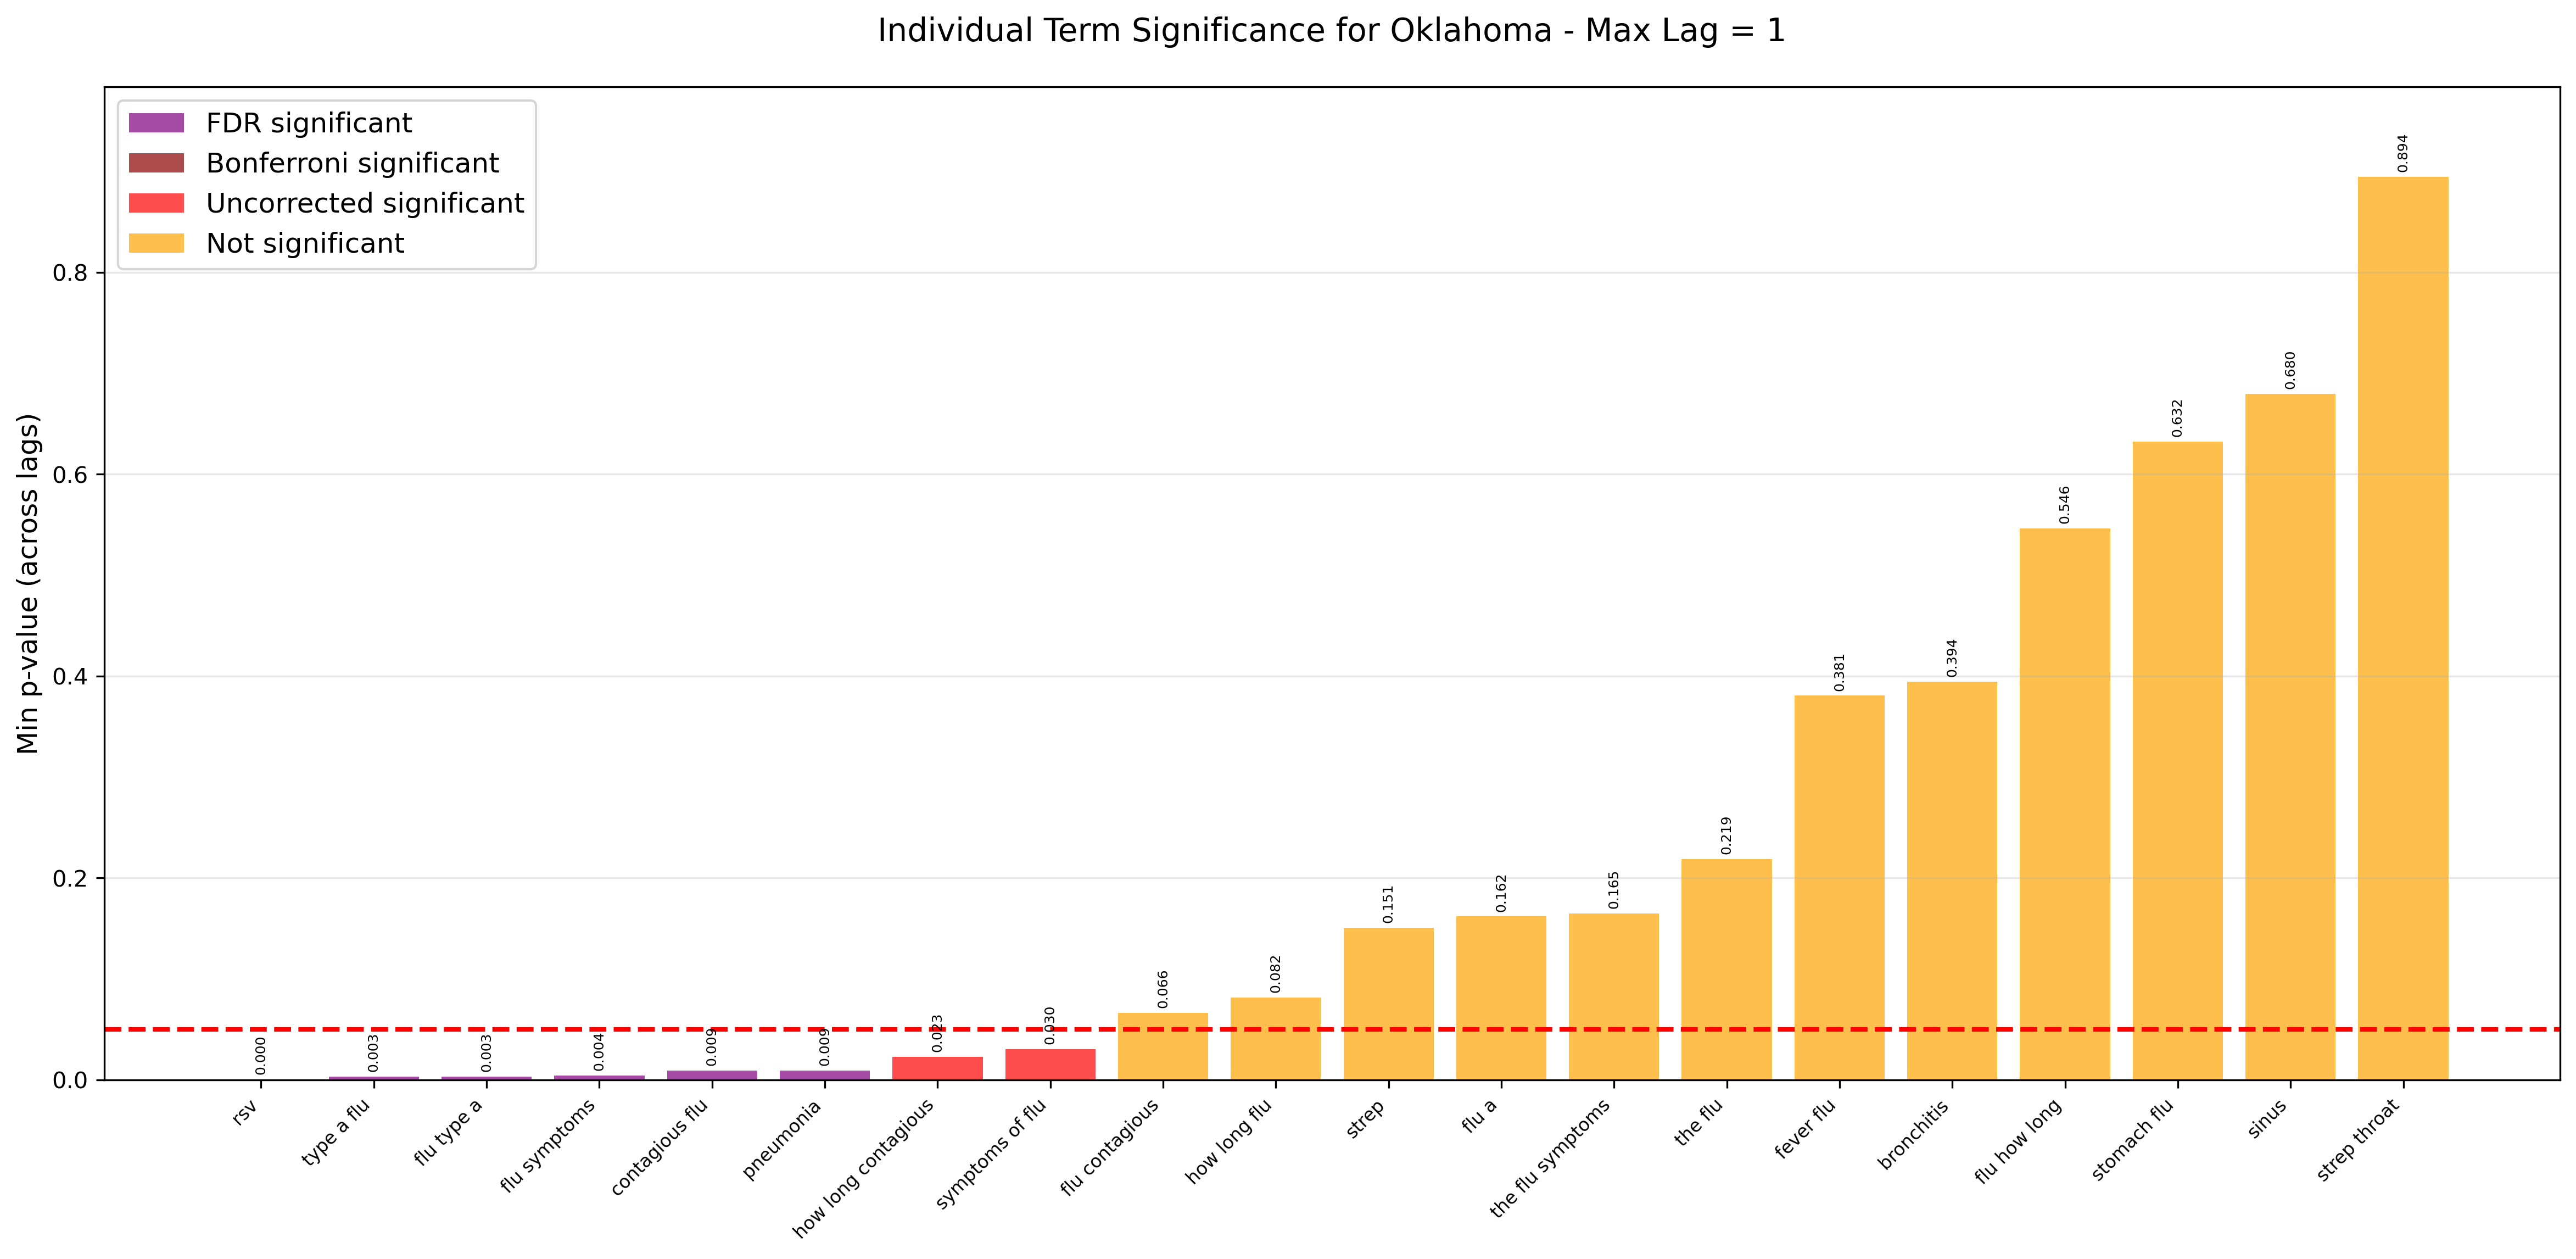 Individual Term Significance for Oklahoma - Max Lag = 1
FDR significant
Bonferroni significant
Uncorrected significant
Not significant
Min p-value (across lags)
0.8
0.6
0.4
0.2
0.0
0.000
0.003
0.003
0.004
0.009
0.009
0.023
0.030
0.066
0.082
0.151
0.162
0.165
0.219
0.381
0.394
0.546
0.632
0.680
0.894
rsv
type a flu
flu type a
flu symptoms
contagious flu
pneumonia
how long contagious
symptoms of flu
flu contagious
how long flu
strep
flu a
the flu symptoms
the flu
fever flu
bronchitis
flu how long
stomach flu
sinus
strep throat